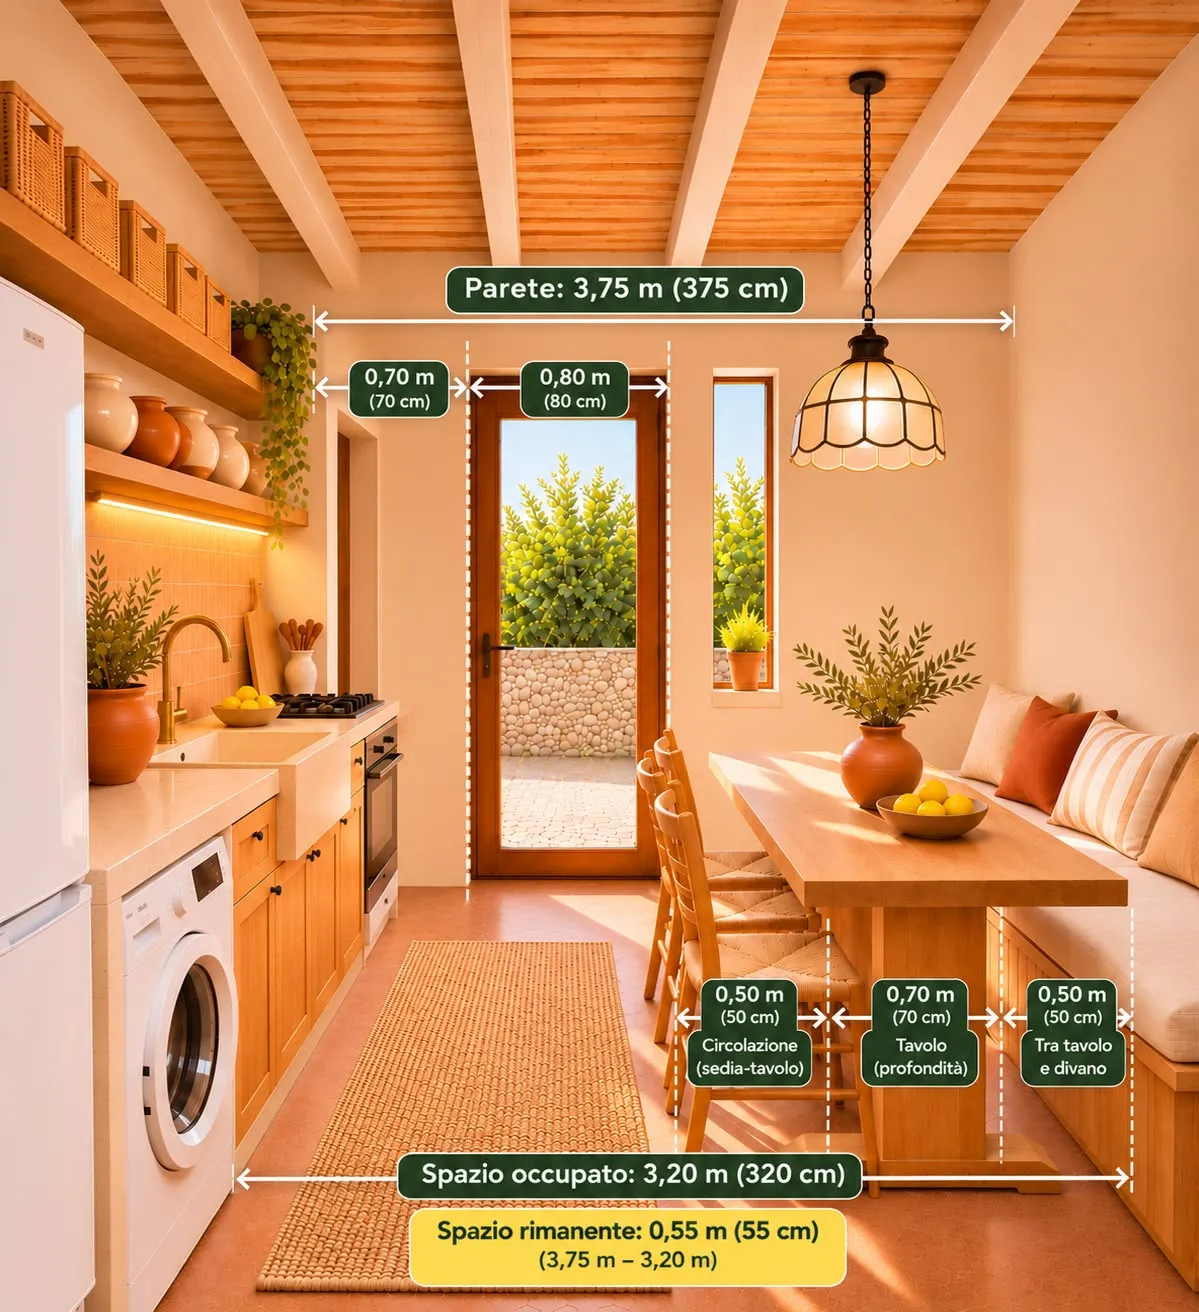 Parete: 3,75 m (375 cm)
0,70 m
(70 cm)
0,80 m
(80 cm)
0,50 m
(50 cm)
Circolazione
(sedia-tavolo)
0,70 m
(70 cm)
Tavolo
(profondità)
0,50 m
(50 cm)
Tra tavolo
e divano
Spazio occupato: 3,20 m (320 cm)
Spazio rimanente: 0,55 m (55 cm)
(3,75 m – 3,20 m)